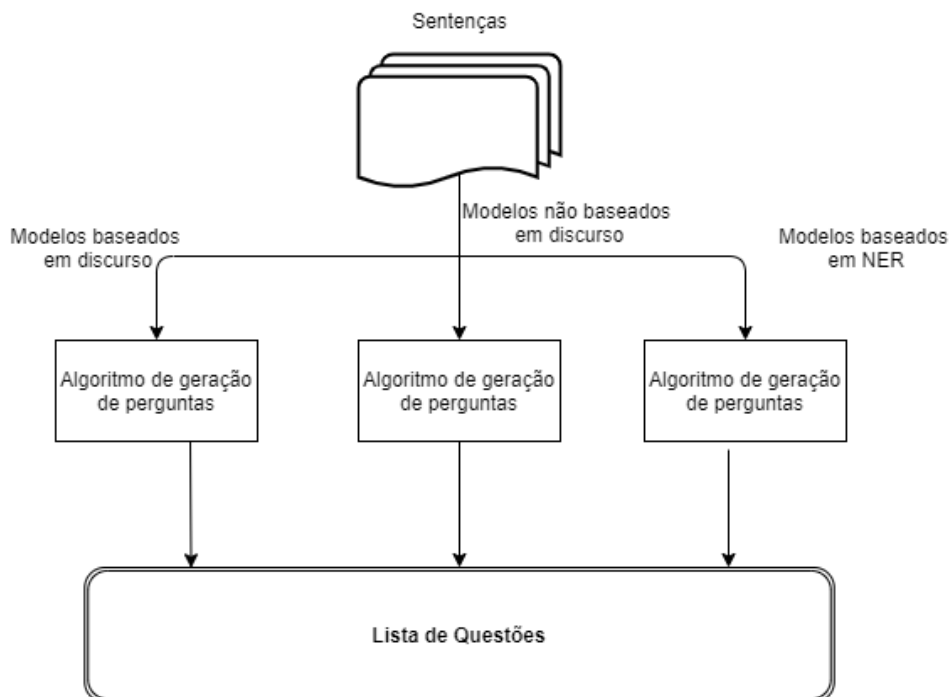 Sentenças
Modelos não baseados
em discurso
Modelos baseados
em discurso
Modelos baseados
em NER
Algoritmo de geração
de perguntas
Algoritmo de geração
de perguntas
Algoritmo de geração
de perguntas
Lista de Questões